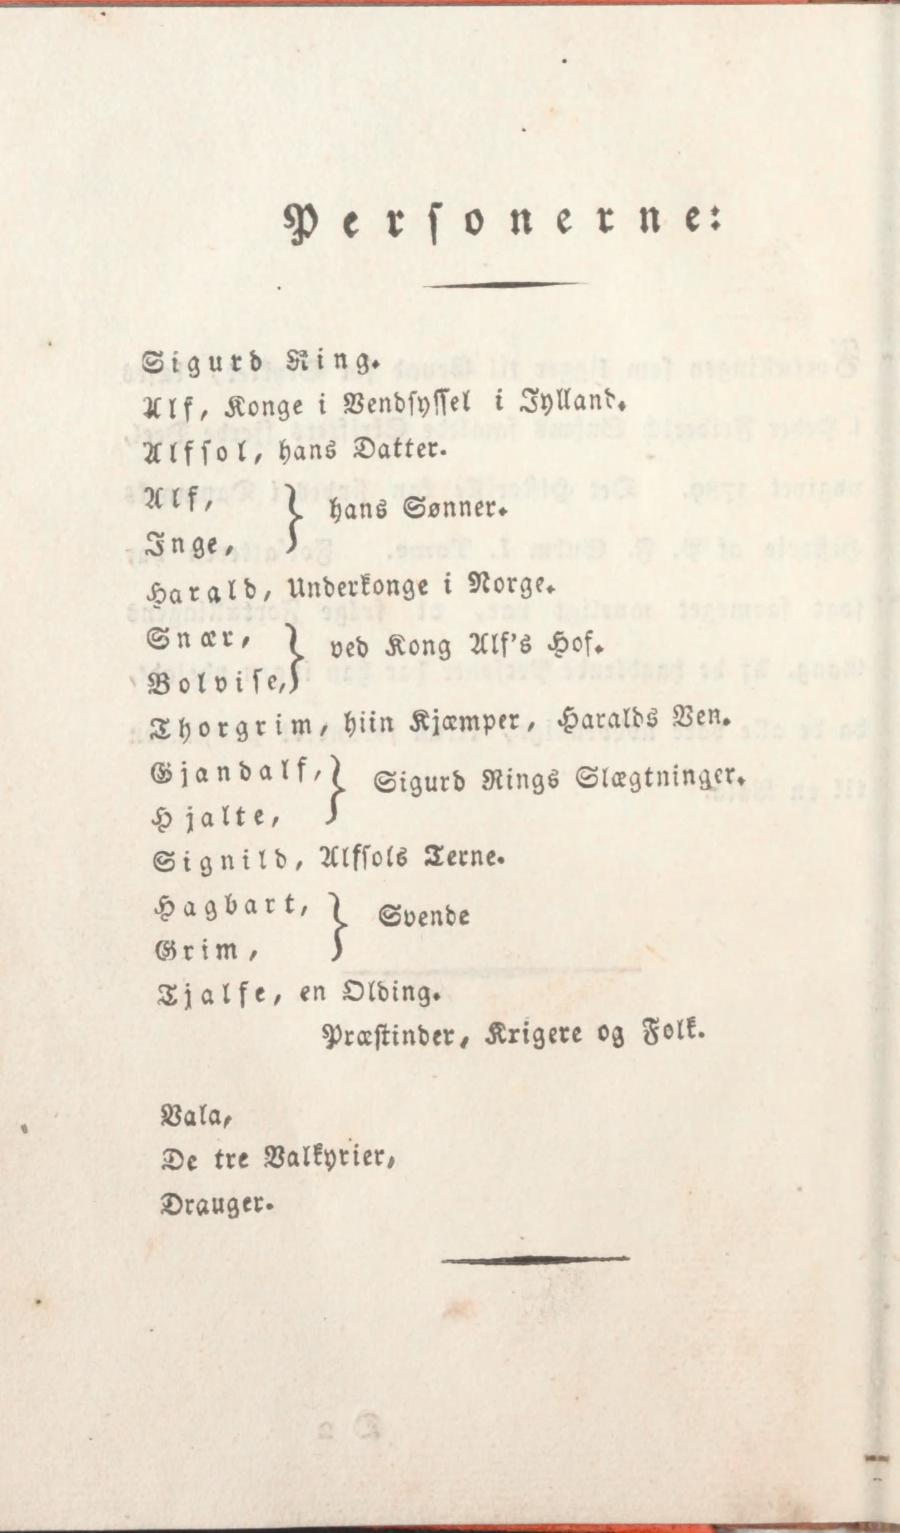 Personerne:
Sigurd Ring.
Alf, Konge i Vendsyssel i Jylland.
Alfsol, hans Datter.
Alf,
Inge, } hans Sønner.
Harald, Underkonge i Norge.
Snær,
Bolvise, } ved Kong Alf's Hof.
Thorgrim, hiin Kjæmper, Haralds Ven.
Gjandalf,
Hjalte, } Sigurd Rings Slægtninger.
Signild, Alfsols Terne.
Hagbart,
Grim, } Svende
Tjalfe, en Olding.
Præstinder, Krigere og Folk.
Vala,
De tre Valkyrier,
Drauger.